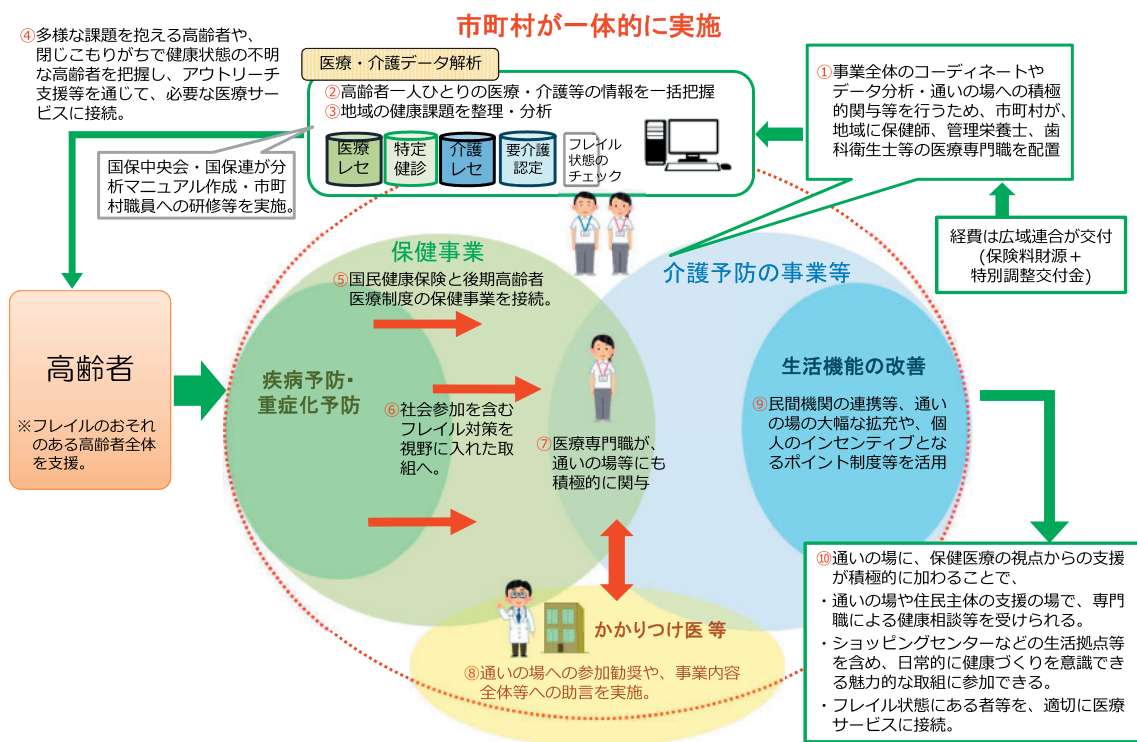 市町村が一体的に実施
④多様な課題を抱える高齢者や、
閉じこもりがちで健康状態の不明
な高齢者を把握し、アウトリーチ
支援等を通じて、必要な医療サー
ビスに接続。
医療・介護データ解析
②高齢者一人ひとりの医療・介護等の情報を一括把握
③地域の健康課題を整理・分析
医療
レセ
特定
健診
介護
レセ
要介護
認定
フレイル
状態の
チェック
①事業全体のコーディネートや
データ分析・通いの場への積極
的関与等を行うため、市町村が、
地域に保健師、管理栄養士、歯
科衛生士等の医療専門職を配置
国保中央会・国保連が分
析マニュアル作成・市町
村職員への研修等を実施。
経費は広域連合が交付
(保険料財源＋
特別調整交付金)
保健事業
⑤国民健康保険と後期高齢者
医療制度の保健事業を接続。
介護予防の事業等
高齢者
※フレイルのおそれ
のある高齢者全体
を支援。
疾病予防・
重症化予防
⑥社会参加を含む
フレイル対策を
視野に入れた取
組へ。
⑦医療専門職が、
通いの場等にも
積極的に関与
生活機能の改善
⑨民間機関の連携等、通い
の場の大幅な拡充や、個
人のインセンティブとな
るポイント制度等を活用
かかりつけ医 等
⑧通いの場への参加勧奨や、事業内容
全体等への助言を実施。
⑩通いの場に、保健医療の視点からの支援
が積極的に加わることで、
・通いの場や住民主体の支援の場で、専門
職による健康相談等を受けられる。
・ショッピングセンターなどの生活拠点等
を含め、日常的に健康づくりを意識でき
る魅力的な取組に参加できる。
・フレイル状態にある者等を、適切に医療
サービスに接続。